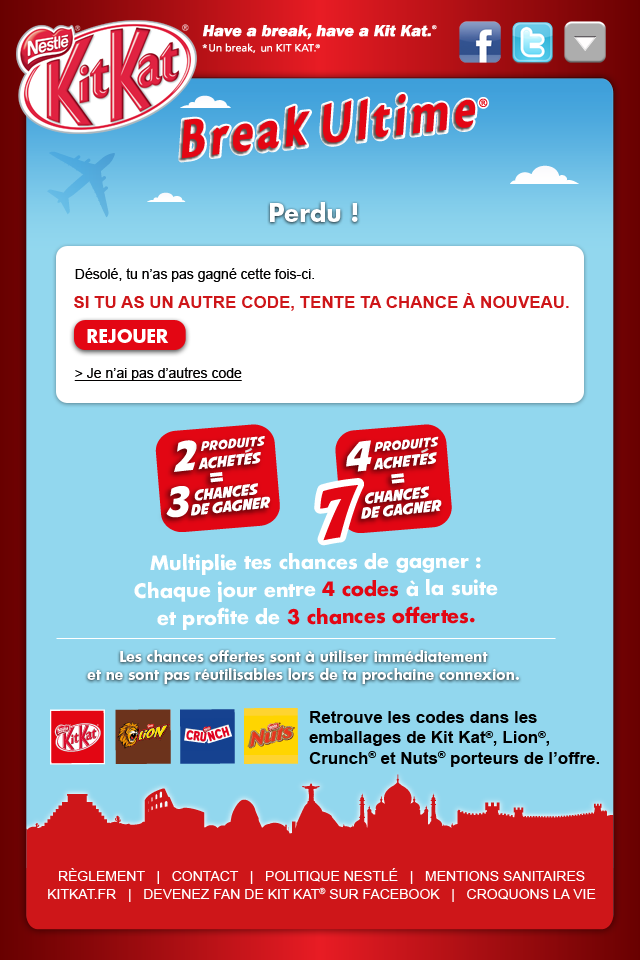 Nestlé
KitKat®
Have a break, have a Kit Kat.®
*Un break, un KIT KAT.®
Break Ultime®
Perdu !
Désolé, tu n’as pas gagné cette fois-ci.
SI TU AS UN AUTRE CODE, TENTE TA CHANCE À NOUVEAU.
REJOUER
> Je n’ai pas d’autres code
2 PRODUITS
ACHETÉS
=
3 CHANCES
DE GAGNER
4 PRODUITS
ACHETÉS
=
7 CHANCES
DE GAGNER
Multiplie tes chances de gagner :
Chaque jour entre 4 codes à la suite
et profite de 3 chances offertes.
Les chances offertes sont à utiliser immédiatement
et ne sont pas réutilisables lors de ta prochaine connexion.
KitKat
LION
CRUNCH
Nuts
Retrouve les codes dans les
emballages de Kit Kat®, Lion®,
Crunch® et Nuts® porteurs de l’offre.
RÈGLEMENT | CONTACT | POLITIQUE NESTLÉ | MENTIONS SANITAIRES
KITKAT.FR | DEVENEZ FAN DE KIT KAT® SUR FACEBOOK | CROQUONS LA VIE